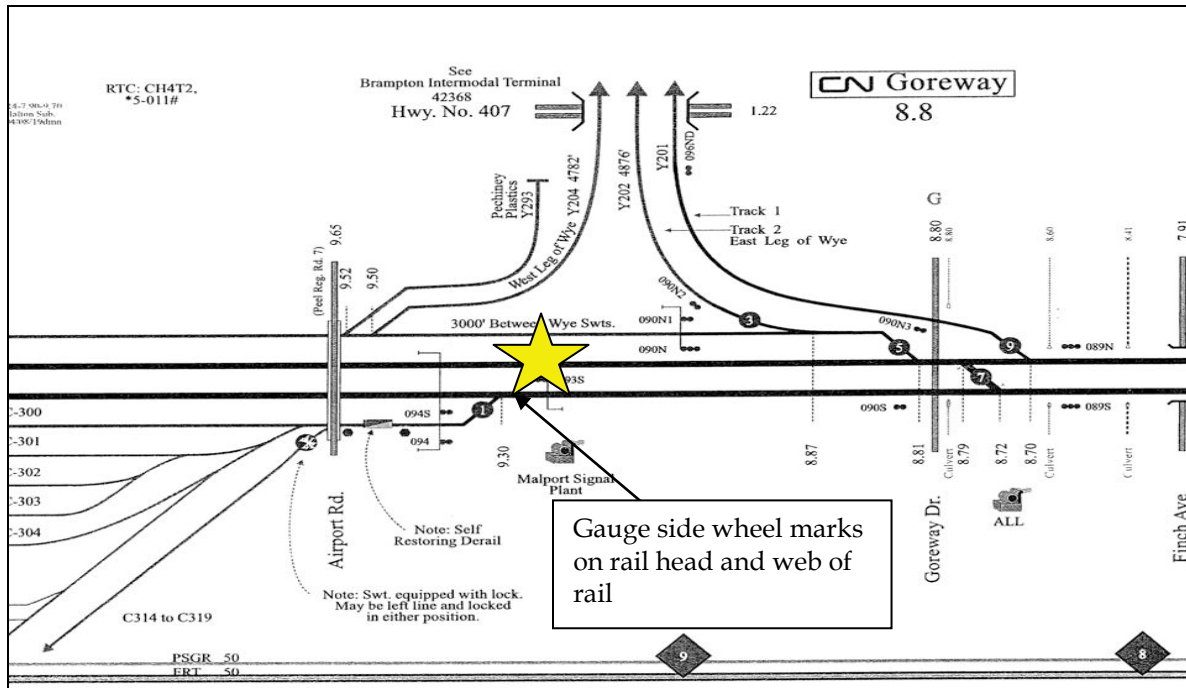 See
Brampton Intermodal Terminal
42368
Hwy. No. 407
RTC: CH4T2,
*5-011#
CN Goreway
8.8
1.22
096ND
Y201
Y202 4876'
Y204 4782'
Pechiney
Plastics
Y293
West Leg of Wye
Track 1
Track 2
East Leg of Wye
G
8.80
8.80
8.60
8.41
7.91
(Peel Reg. Rd. 7)
9.65
9.52
9.50
3000' Between Wye Swts.
090N2
090N1
090N
090N3
3
5
9
7
089N
93S
C-300
C-301
C-302
C-303
C-304
094S
094
1
9.30
Malport Signal
Plant
090S
089S
8.87
8.81
8.79
8.72
8.70
Culvert
Culvert
Culvert
ALL
Airport Rd.
Goreway Dr.
Finch Ave.
Note: Self
Restoring Derail
Gauge side wheel marks
on rail head and web of
rail
Note: Swt. equipped with lock.
May be left line and locked
in either position.
C314 to C319
PSGR 50
FRT 50
9
8